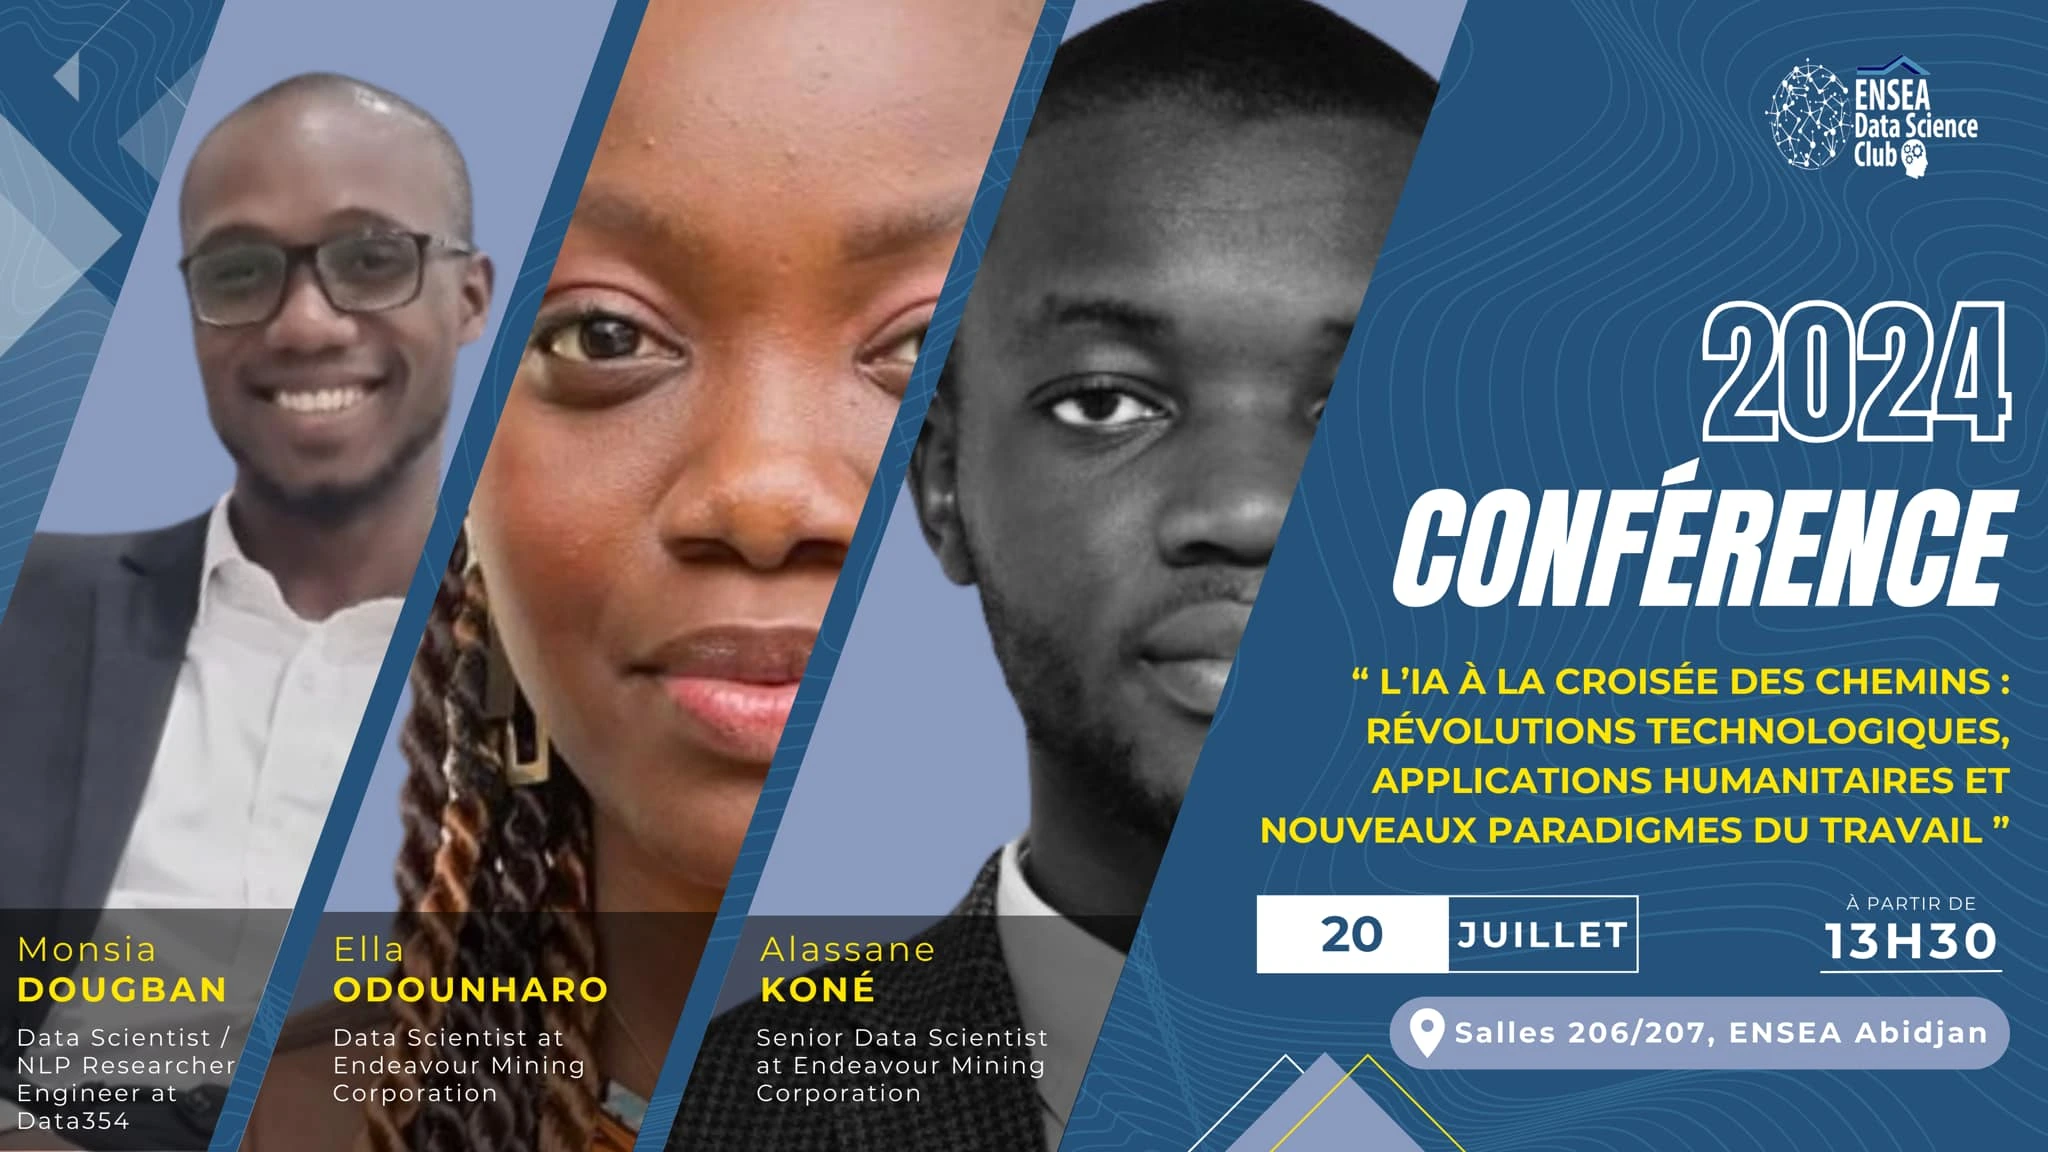 ENSEA
Data Science
Club
2024
CONFÉRENCE
“ L’IA À LA CROISÉE DES CHEMINS :
RÉVOLUTIONS TECHNOLOGIQUES,
APPLICATIONS HUMANITAIRES ET
NOUVEAUX PARADIGMES DU TRAVAIL ”
20 JUILLET
À PARTIR DE
13H30
Salles 206/207, ENSEA Abidjan
Monsia
DOUGBAN
Data Scientist /
NLP Researcher
Engineer at
Data354
Ella
ODOUNHARO
Data Scientist at
Endeavour Mining
Corporation
Alassane
KONÉ
Senior Data Scientist
at Endeavour Mining
Corporation